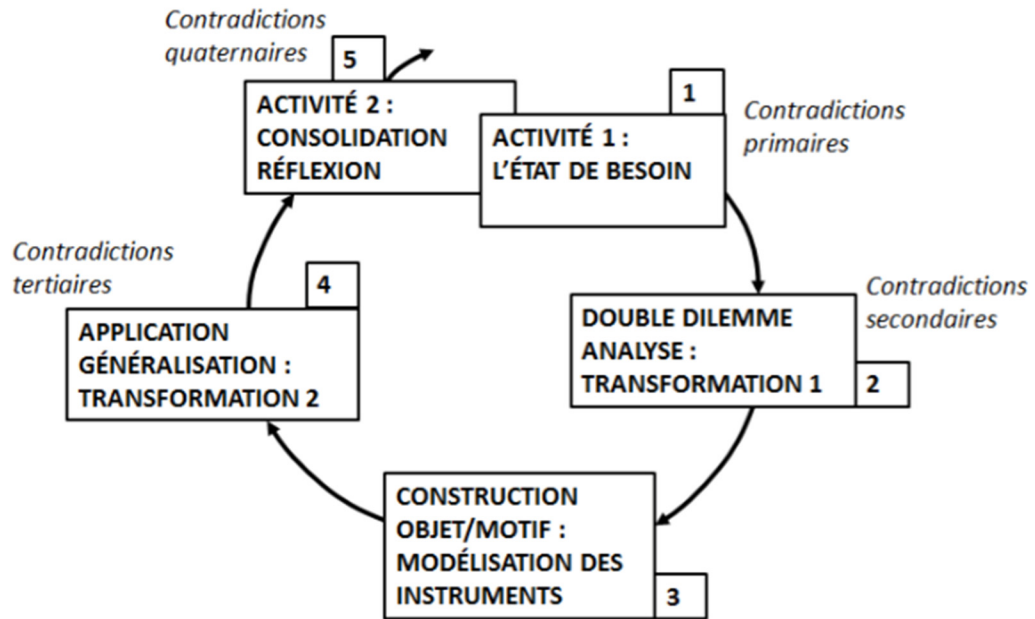 Contradictions
quaternaires
5
ACTIVITÉ 2 :
CONSOLIDATION
RÉFLEXION
1
ACTIVITÉ 1 :
L'ÉTAT DE BESOIN
Contradictions
primaires
Contradictions
tertiaires
4
APPLICATION
GÉNÉRALISATION :
TRANSFORMATION 2
Contradictions
secondaires
DOUBLE DILEMME
ANALYSE :
TRANSFORMATION 1
2
CONSTRUCTION
OBJET/MOTIF :
MODÉLISATION DES
INSTRUMENTS
3